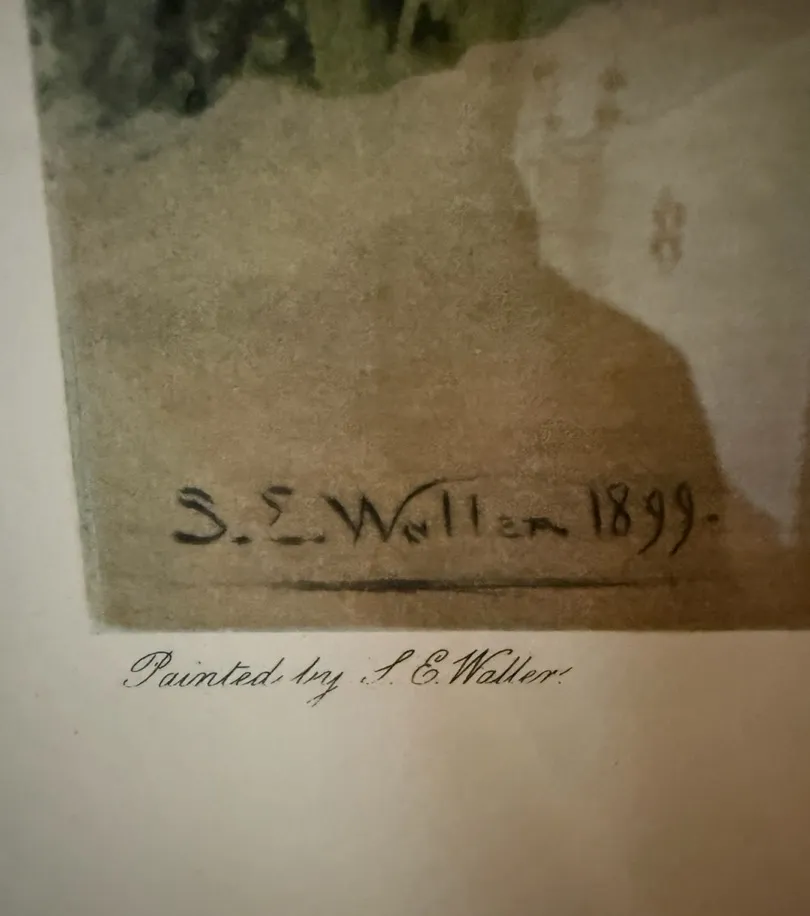 S. E. Waller 1899.
Painted by S. E. Waller.